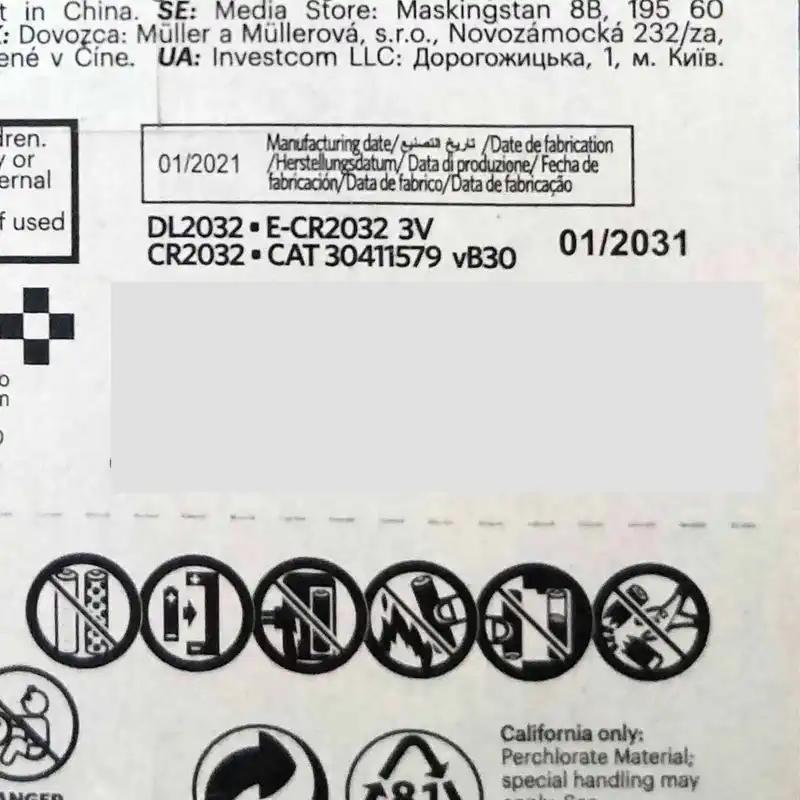 t in China. SE: Media Store: Maskingstan 8B, 195 60
: Dovozca: Müller a Müllerová, s.r.o., Novozámocká 232/za,
ené v Číne. UA: Investcom LLC: Дорогожицька, 1, м. Київ.
dren.
y or
ernal
f used
01/2021
Manufacturing date/تاريخ التصنيع/Date de fabrication
/Herstellungsdatum/ Data di produzione/ Fecha de
fabricación/Data de fabrico/Data de fabricação
DL2032 ▪ E-CR2032 3V
CR2032 ▪ CAT 30411579 vB30
01/2031
o
m
81
California only:
Perchlorate Material;
special handling may
ANGER